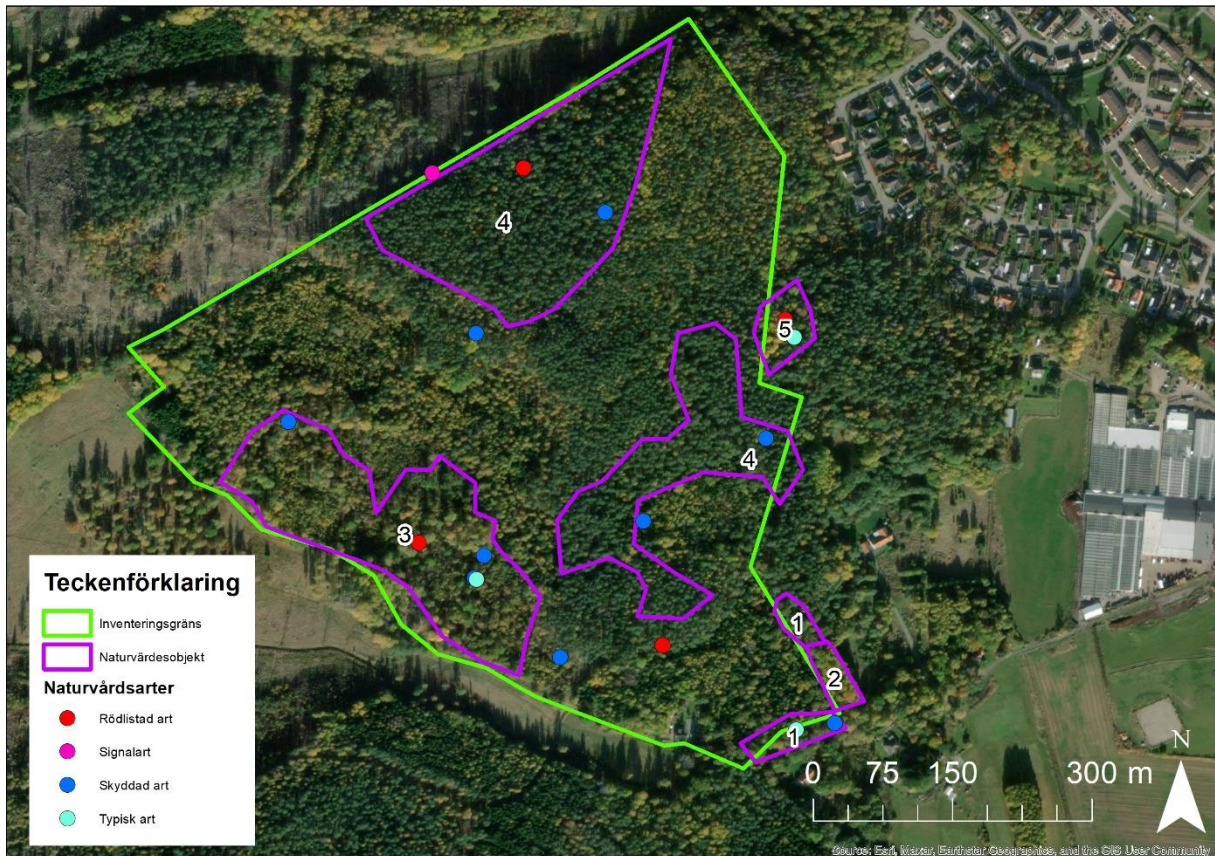 4
5
4
3
1
2
1
Teckenförklaring
Inventeringsgräns
Naturvärdesobjekt
Naturvårdsarter
Rödlistad art
Signalart
Skyddad art
Typisk art
N
0 75 150 300 m
Source: Esri, Maxar, Earthstar Geographics, and the GIS User Community